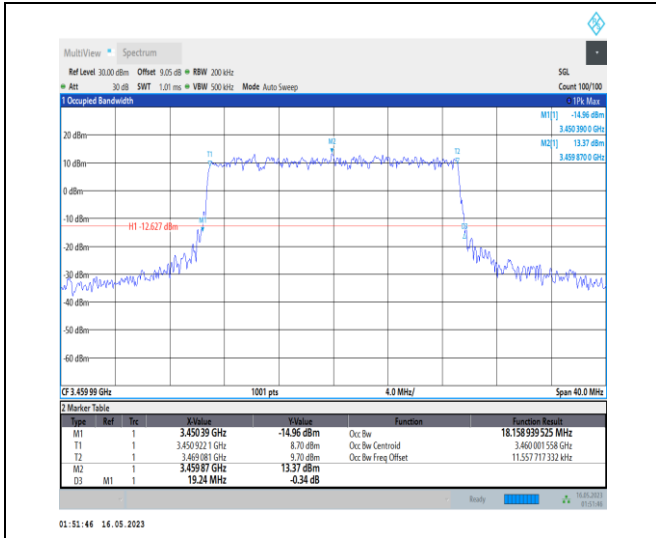 MultiView Spectrum
Ref Level 30.00 dBm Offset 9.05 dB RBW 200 kHz SGL
Att 30 dB SWT 1.01 ms VBW 500 kHz Mode Auto Sweep Count 100/100
1 Occupied Bandwidth 1Pk Max
M1[1] -14.96 dBm
3.450 390 0 GHz
20 dBm M2[1] 13.37 dBm
3.459 870 0 GHz
T1 M2 T2
10 dBm
0 dBm
-10 dBm
H1 -12.627 dBm
-30 dBm
-40 dBm
-50 dBm
-60 dBm
CF 3.459 99 GHz 1001 pts 4.0 MHz/ Span 40.0 MHz
2 Marker Table
Type Ref Trc X-Value Y-Value Function Function Result
M1 1 3.450 39 GHz -14.96 dBm Occ Bw 18.158 939 525 MHz
T1 1 3.450 922 1 GHz 8.70 dBm Occ Bw Centroid 3.460 001 558 GHz
T2 1 3.469 081 GHz 9.70 dBm Occ Bw Freq Offset 11.557 717 332 kHz
M2 1 3.459 87 GHz 13.37 dBm
D3 M1 1 19.24 MHz -0.34 dB
Ready 16.05.2023
01:51:46
01:51:46 16.05.2023